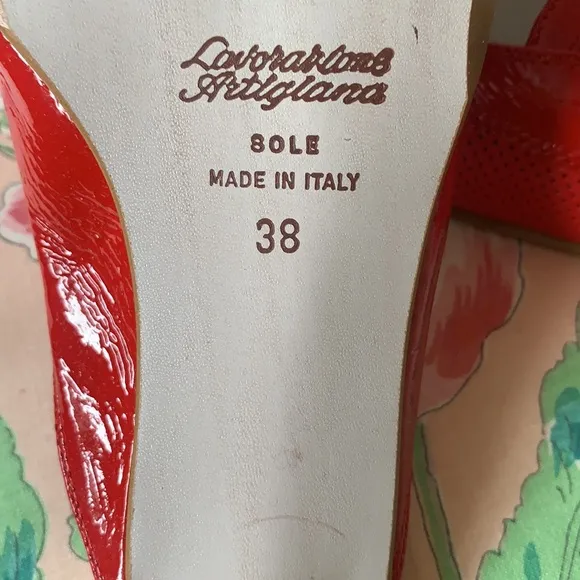 Lavorazione
Artigiana
SOLE
MADE IN ITALY
38